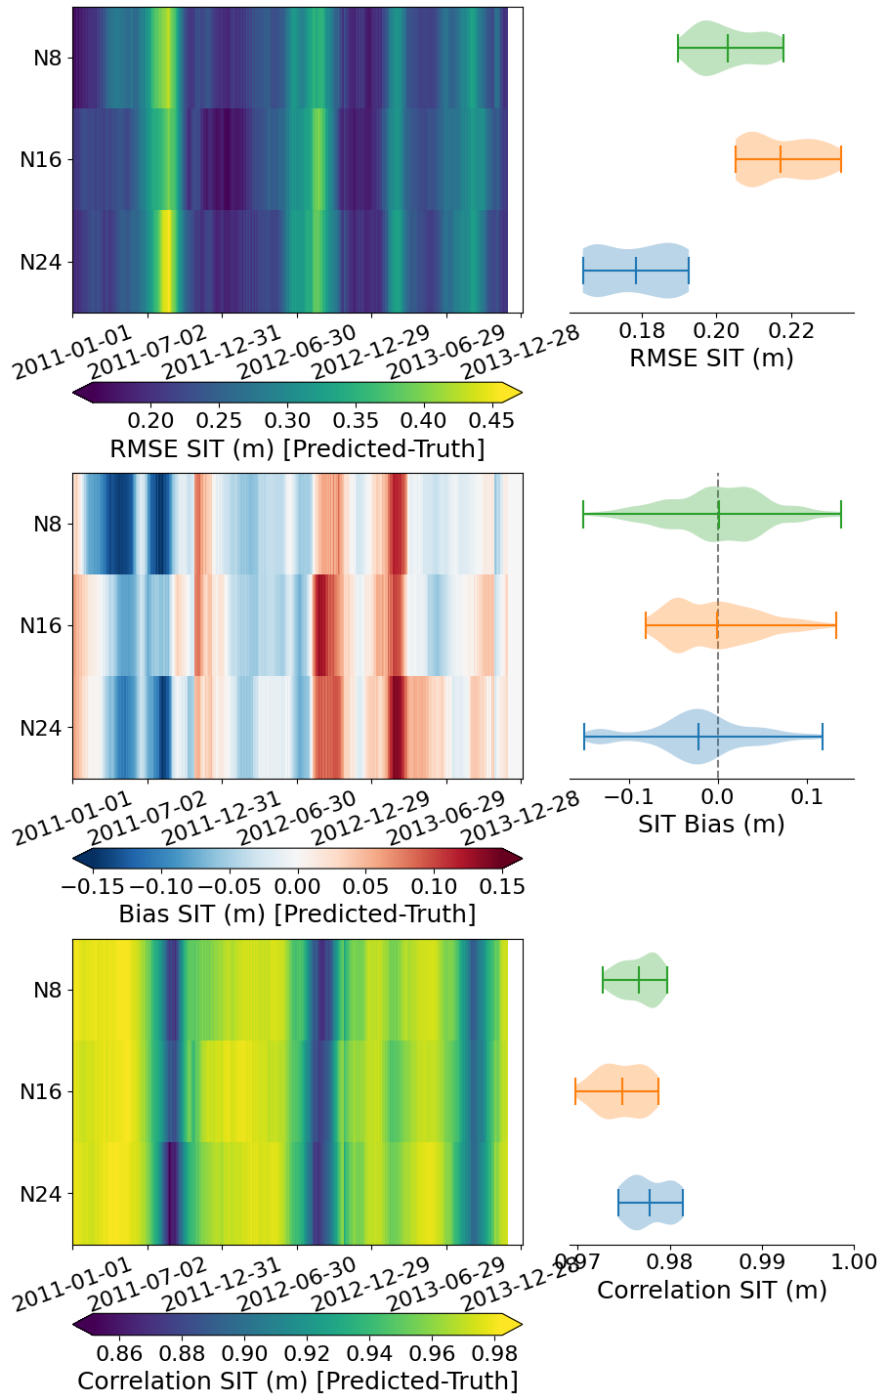 N8
N16
N24
2011-01-01
2011-07-02
2011-12-31
2012-06-30
2012-12-29
2013-06-29
2013-12-28
0.20 0.25 0.30 0.35 0.40 0.45
RMSE SIT (m) [Predicted-Truth]
0.18 0.20 0.22
RMSE SIT (m)
N8
N16
N24
2011-01-01
2011-07-02
2011-12-31
2012-06-30
2012-12-29
2013-06-29
2013-12-28
−0.15 −0.10 −0.05 0.00 0.05 0.10 0.15
Bias SIT (m) [Predicted-Truth]
−0.1 0.0 0.1
SIT Bias (m)
N8
N16
N24
2011-01-01
2011-07-02
2011-12-31
2012-06-30
2012-12-29
2013-06-29
2013-12-28
0.86 0.88 0.90 0.92 0.94 0.96 0.98
Correlation SIT (m) [Predicted-Truth]
0.97 0.98 0.99 1.00
Correlation SIT (m)